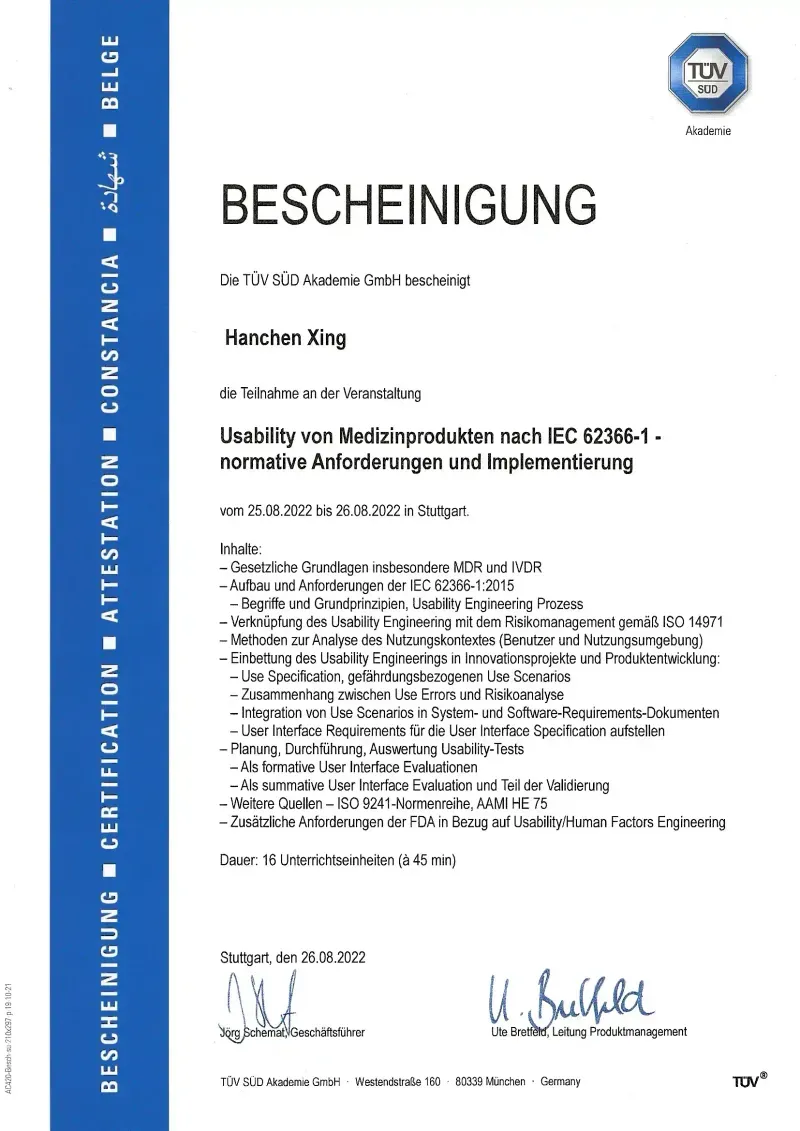 BESCHEINIGUNG ■ CERTIFICATION ■ ATTESTATION ■ CONSTANCIA ■ شهادة ■ BELGE
TÜV
SÜD
Akademie
BESCHEINIGUNG
Die TÜV SÜD Akademie GmbH bescheinigt
Hanchen Xing
die Teilnahme an der Veranstaltung
Usability von Medizinprodukten nach IEC 62366-1 -
normative Anforderungen und Implementierung
vom 25.08.2022 bis 26.08.2022 in Stuttgart.
Inhalte:
– Gesetzliche Grundlagen insbesondere MDR und IVDR
– Aufbau und Anforderungen der IEC 62366-1:2015
– Begriffe und Grundprinzipien, Usability Engineering Prozess
– Verknüpfung des Usability Engineering mit dem Risikomanagement gemäß ISO 14971
– Methoden zur Analyse des Nutzungskontextes (Benutzer und Nutzungsumgebung)
– Einbettung des Usability Engineerings in Innovationsprojekte und Produktentwicklung:
– Use Specification, gefährdungsbezogenen Use Scenarios
– Zusammenhang zwischen Use Errors und Risikoanalyse
– Integration von Use Scenarios in System- und Software-Requirements-Dokumenten
– User Interface Requirements für die User Interface Specification aufstellen
– Planung, Durchführung, Auswertung Usability-Tests
– Als formative User Interface Evaluationen
– Als summative User Interface Evaluation und Teil der Validierung
– Weitere Quellen – ISO 9241-Normenreihe, AAMI HE 75
– Zusätzliche Anforderungen der FDA in Bezug auf Usability/Human Factors Engineering
Dauer: 16 Unterrichtseinheiten (à 45 min)
Stuttgart, den 26.08.2022
U. Bretfeld
Jörg Schemat, Geschäftsführer
Ute Bretfeld, Leitung Produktmanagement
TÜV SÜD Akademie GmbH · Westendstraße 160 · 80339 München · Germany
TÜV®